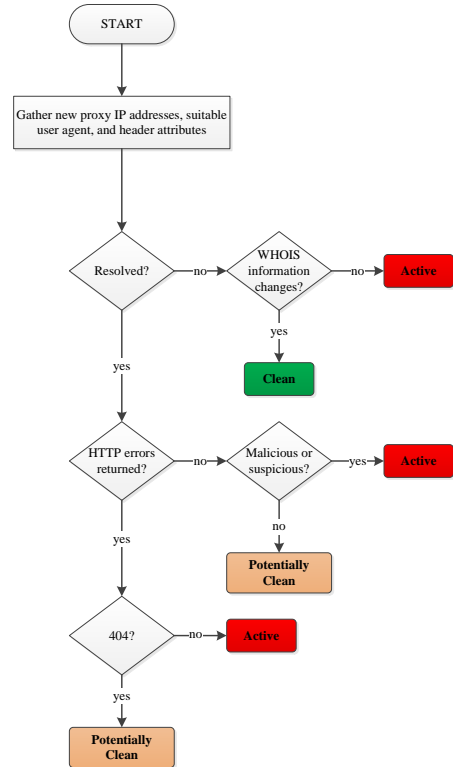 START
Gather new proxy IP addresses, suitable
user agent, and header attributes
Resolved?
no
WHOIS
information
changes?
no
Active
yes
Clean
yes
HTTP errors
returned?
no
Malicious or
suspicious?
yes
Active
no
Potentially
Clean
yes
404?
no
Active
yes
Potentially
Clean